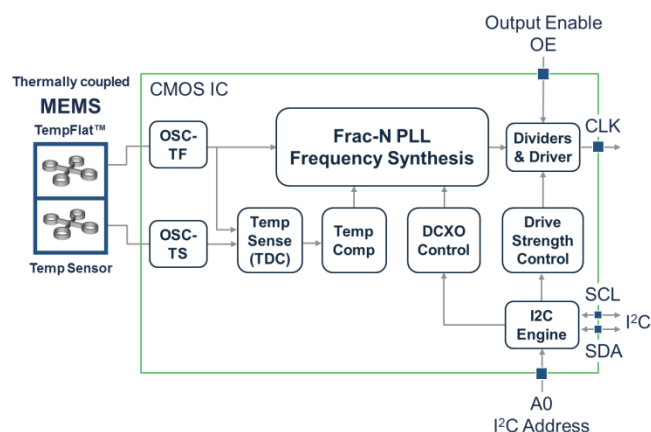 Output Enable
OE
Thermally coupled
MEMS
TempFlat™
CMOS IC
CLK
OSC-
TF
Frac-N PLL
Frequency Synthesis
Dividers
& Driver
OSC-
TS
Temp
Sense
(TDC)
Temp
Comp
DCXO
Control
Drive
Strength
Control
Temp Sensor
I2C
Engine
SCL
I²C
SDA
A0
I²C Address